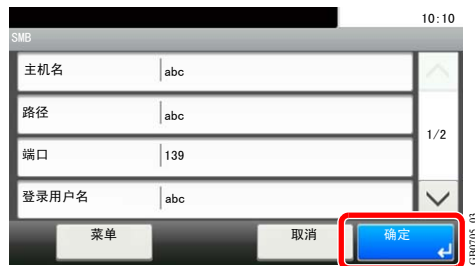 10:10
SMB
主机名 abc
路径 abc
1/2
端口 139
登录用户名 abc
菜单 取消 确定
GB0705_03